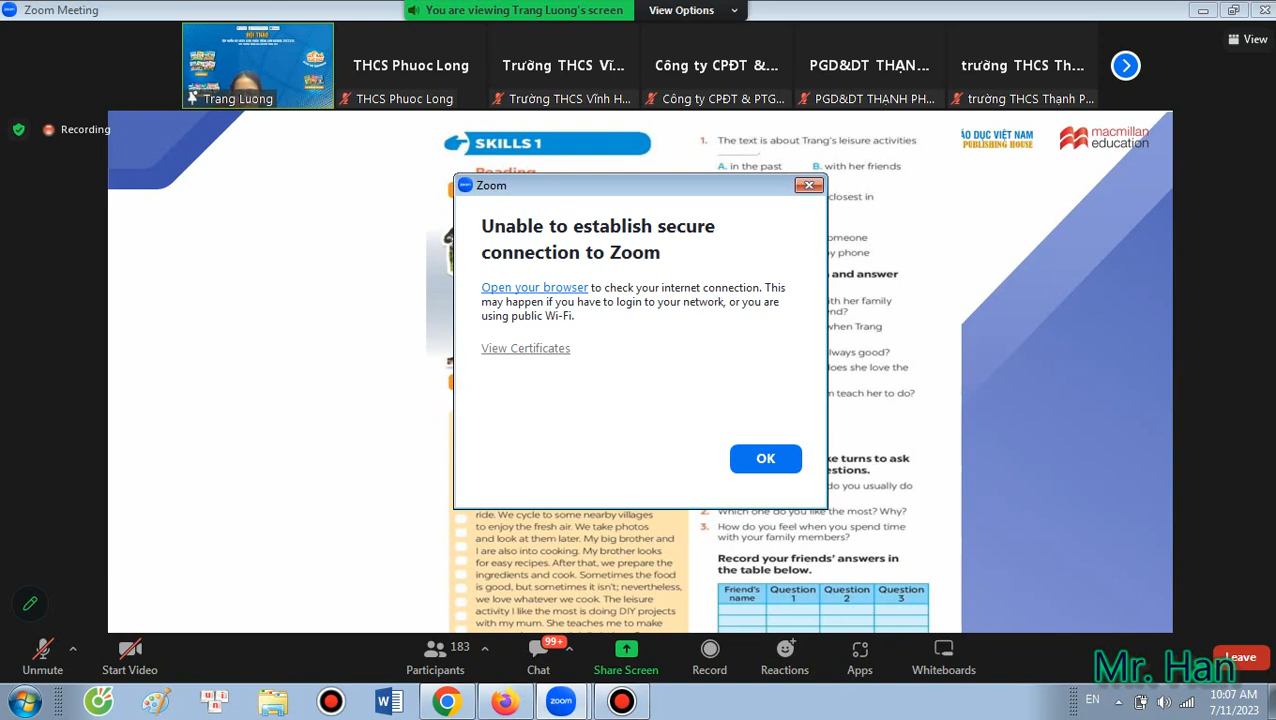 Zoom Meeting
You are viewing Trang Luong's screen
View Options
View
HỘI THẢO
THCS Phuoc Long
Trường THCS Vĩ...
Công ty CPĐT &...
PGD&DT THẠN...
trường THCS Th...
Trang Luong
THCS Phuoc Long
Trường THCS Vĩnh H...
Công ty CPĐT & PTG...
PGD&DT THẠNH PH...
trường THCS Thạnh P...
Recording
SKILLS 1
Reading
1. The text is about Trang's leisure activities
______.
A. in the past
B. with her friends
ÁO DỤC VIỆT NAM
PUBLISHING HOUSE
macmillan
education
closest in
omeone
y phone
and answer
ith her family
end?
when Trang
lways good?
oes she love the
m teach her to do?
ke turns to ask
estions.
do you usually do
2. Which one do you like the most? Why?
3. How do you feel when you spend time
with your family members?
Record your friends' answers in
the table below.
Friend's name
Question 1
Question 2
Question 3
Zoom
Unable to establish secure
connection to Zoom
Open your browser to check your internet connection. This
may happen if you have to login to your network, or you are
using public Wi-Fi.
View Certificates
OK
ride. We cycle to some nearby villages
to enjoy the fresh air. We take photos
and look at them later. My big brother and
I are also into cooking. My brother looks
for easy recipes. After that, we prepare the
ingredients and cook. Sometimes the food
is good, but sometimes it isn't; nevertheless,
we love whatever we cook. The leisure
activity I like the most is doing DIY projects
with my mum. She teaches me to make
Unmute
Start Video
183
Participants
99+
Chat
Share Screen
Record
Reactions
Apps
Whiteboards
Leave
Mr. Han
zoom
EN
10:07 AM
7/11/2023